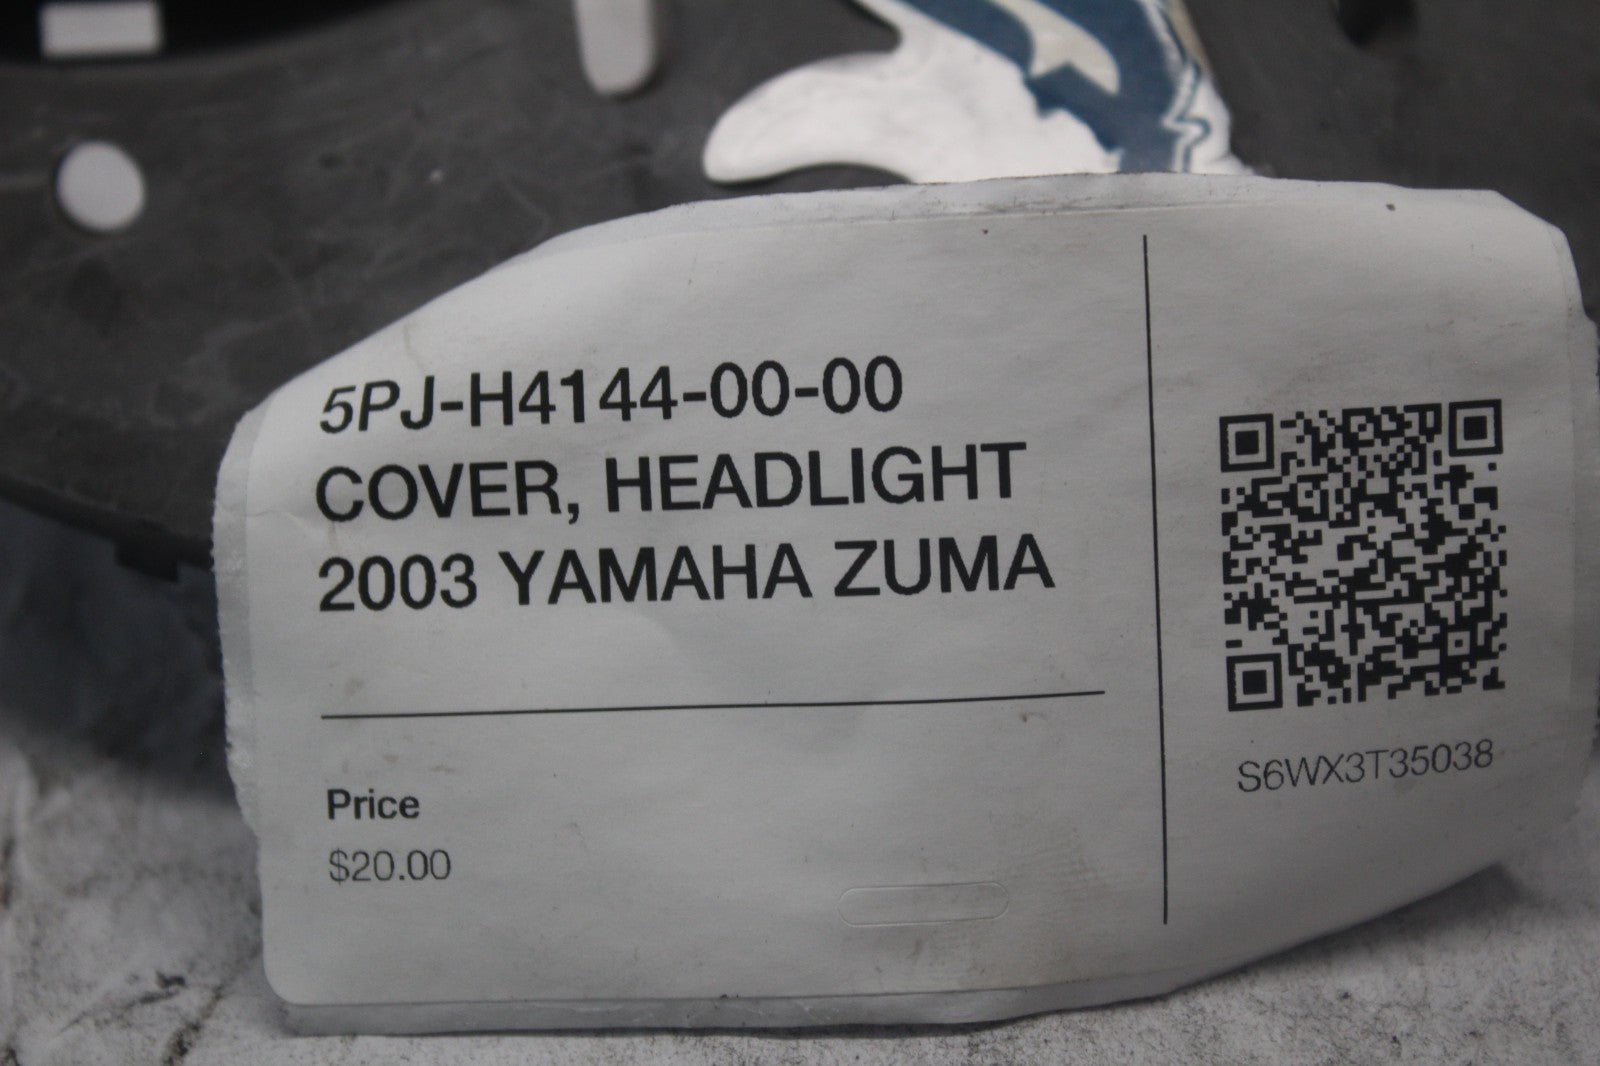 5PJ-H4144-00-00
COVER, HEADLIGHT
2003 YAMAHA ZUMA
Price
$20.00
S6WX3T35038